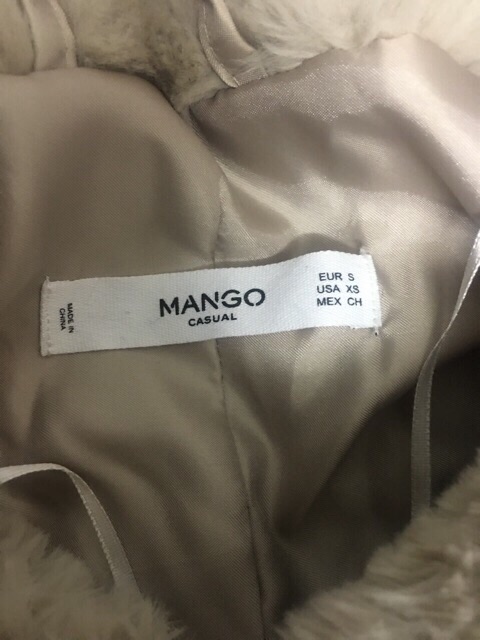 MADE IN
CHINA
MANGO
CASUAL
EUR S
USA XS
MEX CH